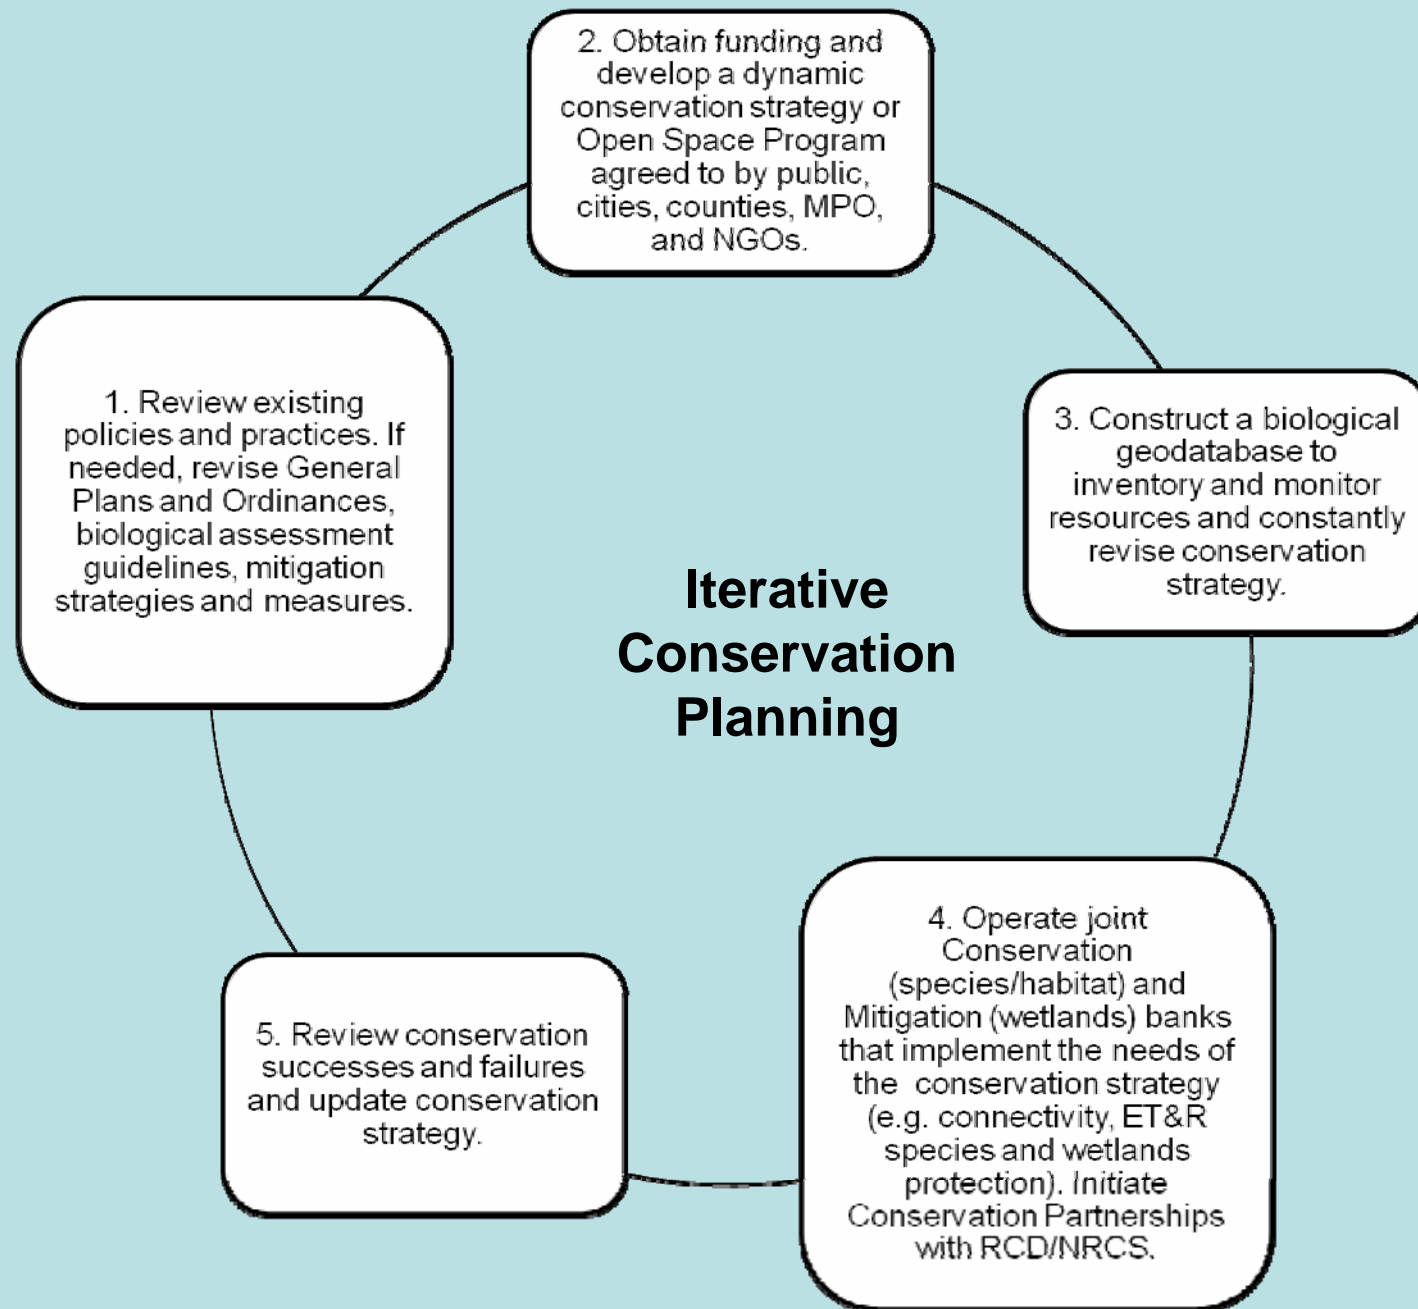 2. Obtain funding and
develop a dynamic
conservation strategy or
Open Space Program
agreed to by public,
cities, counties, MPO,
and NGOs.
1. Review existing
policies and practices. If
needed, revise General
Plans and Ordinances,
biological assessment
guidelines, mitigation
strategies and measures.
3. Construct a biological
geodatabase to
inventory and monitor
resources and constantly
revise conservation
strategy.
Iterative
Conservation
Planning
4. Operate joint
Conservation
(species/habitat) and
Mitigation (wetlands) banks
that implement the needs of
the conservation strategy
(e.g. connectivity, ET&R
species and wetlands
protection). Initiate
Conservation Partnerships
with RCD/NRCS.
5. Review conservation
successes and failures
and update conservation
strategy.